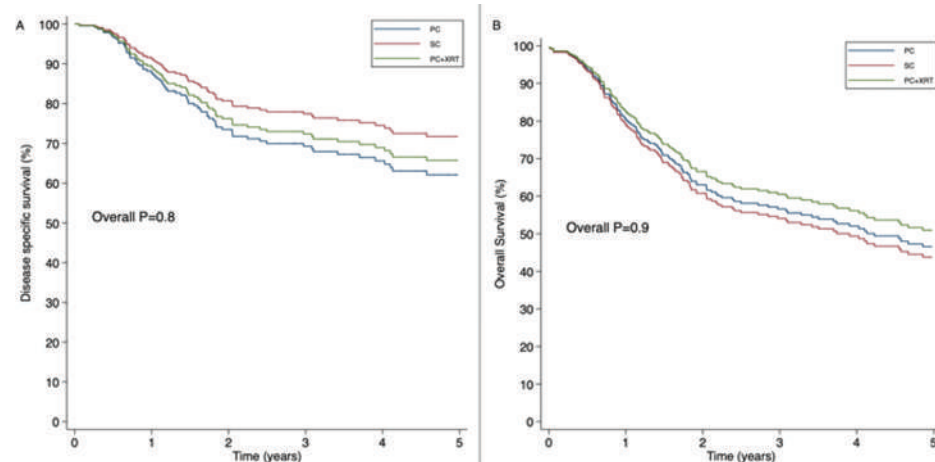 A
PC
SC
PC+XRT
100
90
80
70
60
50
40
30
20
10
0
Disease specific survival (%)
Overall P=0.8
0 1 2 3 4 5
Time (years)
B
PC
SC
PC+XRT
100
90
80
70
60
50
40
30
20
10
0
Overall Survival (%)
Overall P=0.9
0 1 2 3 4 5
Time (years)